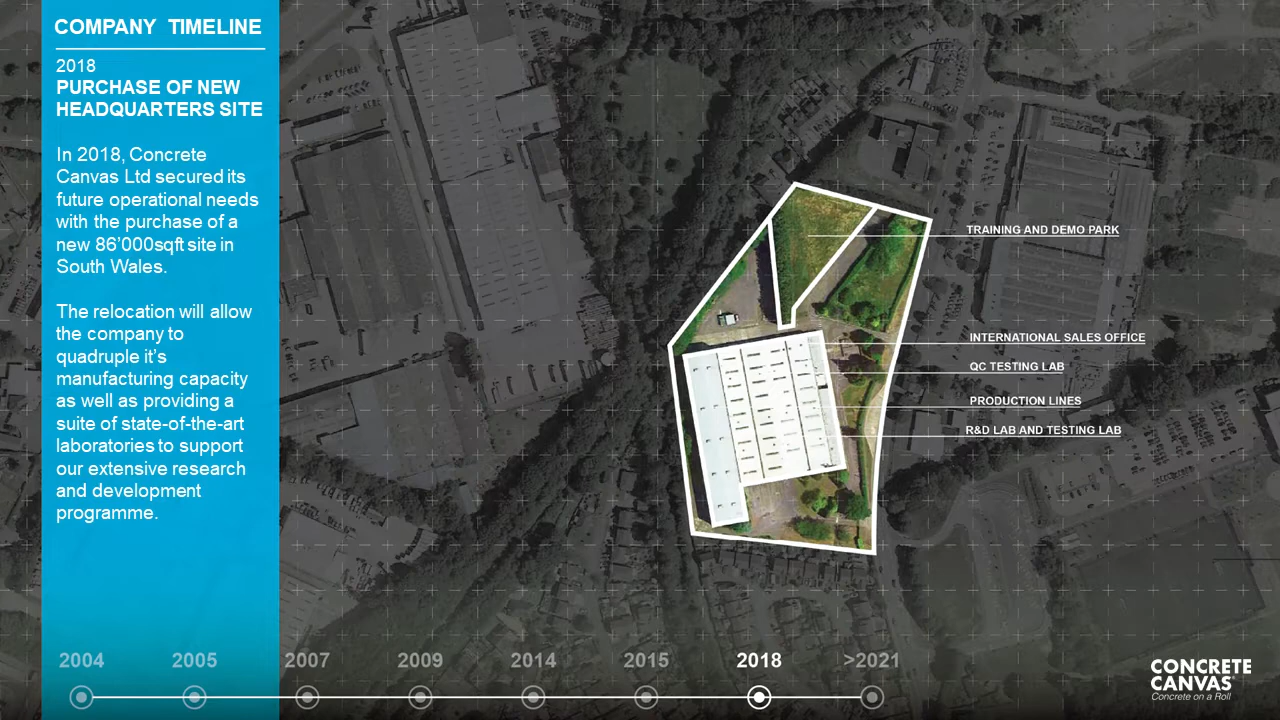 COMPANY TIMELINE
2018
PURCHASE OF NEW
HEADQUARTERS SITE
In 2018, Concrete
Canvas Ltd secured its
future operational needs
with the purchase of a
new 86'000sqft site in
South Wales.
The relocation will allow
the company to
quadruple it's
manufacturing capacity
as well as providing a
suite of state-of-the-art
laboratories to support
our extensive research
and development
programme.
TRAINING AND DEMO PARK
INTERNATIONAL SALES OFFICE
QC TESTING LAB
PRODUCTION LINES
R&D LAB AND TESTING LAB
2004 2005 2007 2009 2014 2015 2018 >2021
CONCRETE
CANVAS®
Concrete on a Roll